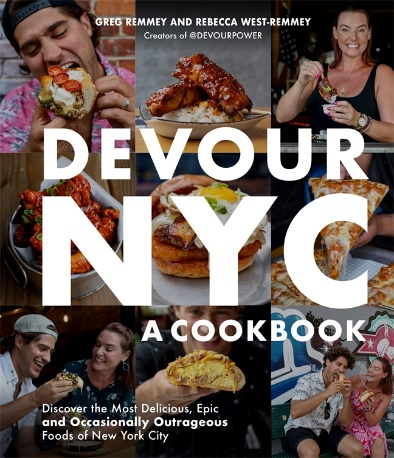 GREG REMMEY AND REBECCA WEST-REMMEY
Creators of @DEVOURPOWER
DEVOUR
NYC
A COOKBOOK
Discover the Most Delicious, Epic
and Occasionally Outrageous
Foods of New York City